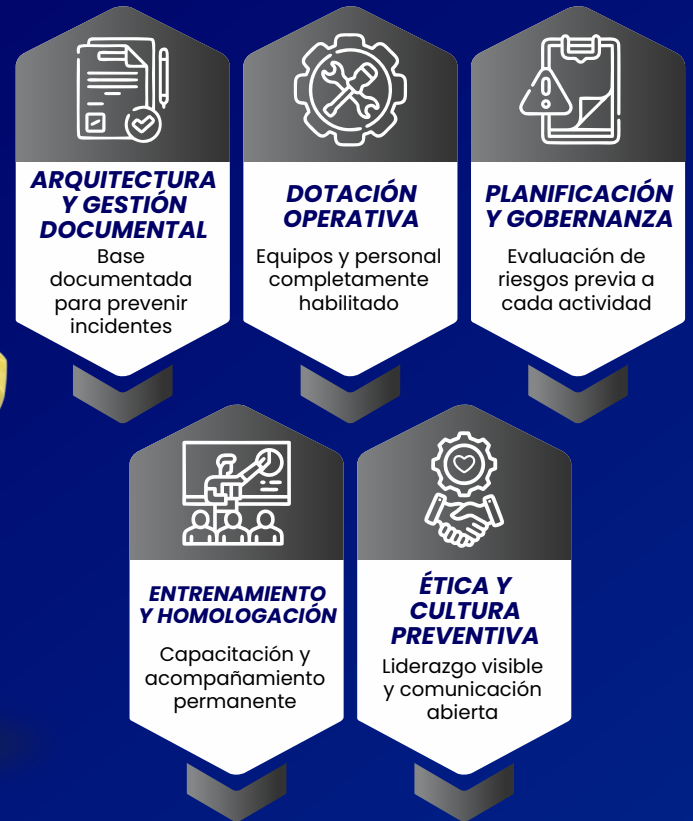 ARQUITECTURA
Y GESTIÓN
DOCUMENTAL
Base
documentada
para prevenir
incidentes
DOTACIÓN
OPERATIVA
Equipos y personal
completamente
habilitado
PLANIFICACIÓN
Y GOBERNANZA
Evaluación de
riesgos previa a
cada actividad
ENTRENAMIENTO
Y HOMOLOGACIÓN
Capacitación y
acompañamiento
permanente
ÉTICA Y
CULTURA
PREVENTIVA
Liderazgo visible
y comunicación
abierta